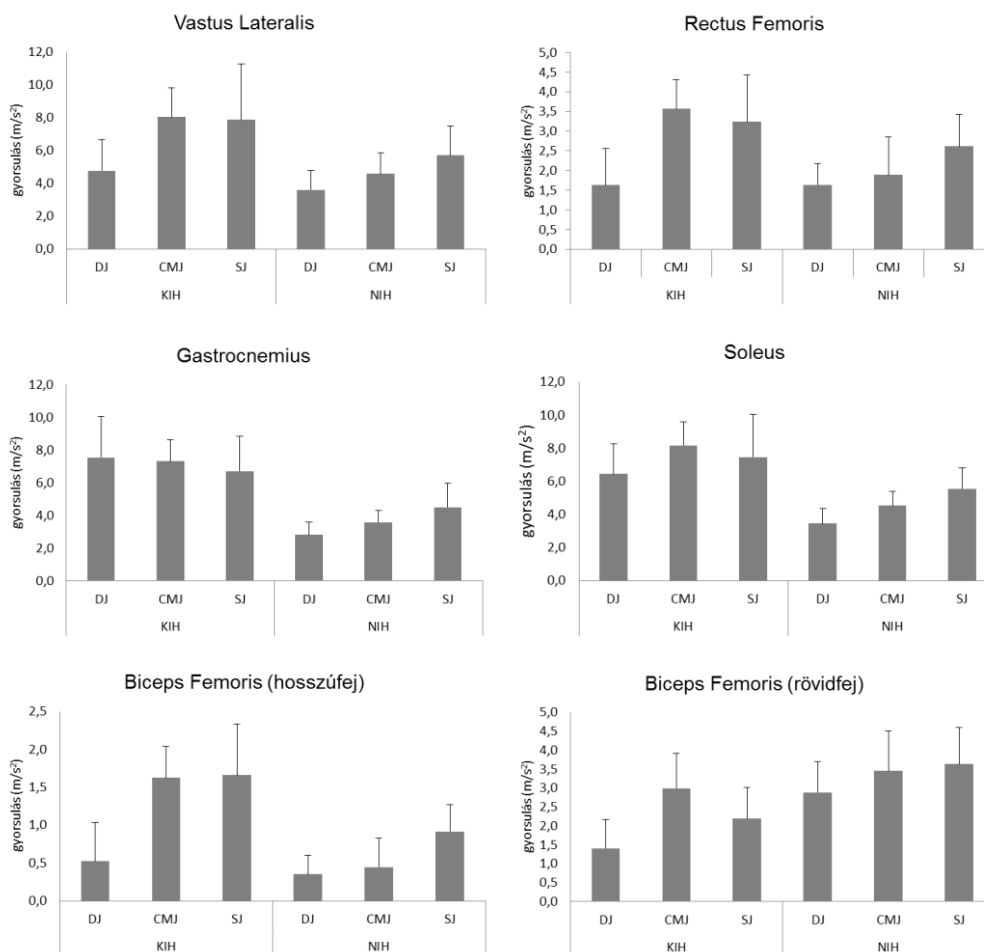 Vastus Lateralis
12,0
10,0
8,0
6,0
4,0
2,0
0,0
gyorsulás (m/s²)
DJ CMJ SJ DJ CMJ SJ
KIH NIH
Rectus Femoris
5,0
4,5
4,0
3,5
3,0
2,5
2,0
1,5
1,0
0,5
0,0
gyorsulás (m/s²)
DJ CMJ SJ DJ CMJ SJ
KIH NIH
Gastrocnemius
12,0
10,0
8,0
6,0
4,0
2,0
0,0
gyorsulás (m/s²)
DJ CMJ SJ DJ CMJ SJ
KIH NIH
Soleus
12,0
10,0
8,0
6,0
4,0
2,0
0,0
gyorsulás (m/s²)
DJ CMJ SJ DJ CMJ SJ
KIH NIH
Biceps Femoris (hosszúfej)
2,5
2,0
1,5
1,0
0,5
0,0
gyorsulás (m/s²)
DJ CMJ SJ DJ CMJ SJ
KIH NIH
Biceps Femoris (rövidfej)
5,0
4,5
4,0
3,5
3,0
2,5
2,0
1,5
1,0
0,5
0,0
gyorsulás (m/s²)
DJ CMJ SJ DJ CMJ SJ
KIH NIH